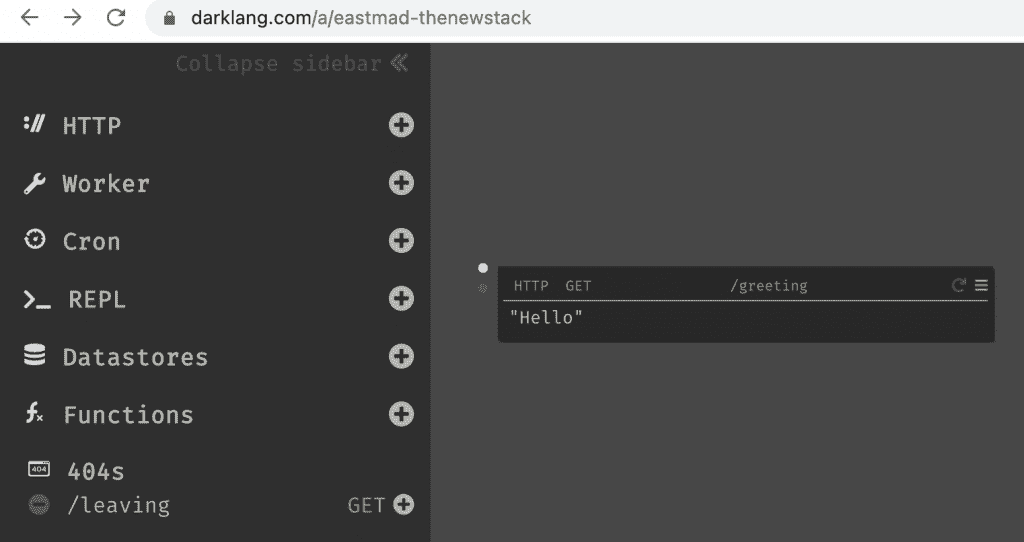 darklang.com/a/eastmad-thenewstack
Collapse sidebar
HTTP
Worker
Cron
REPL
Datastores
Functions
404
404s
/leaving GET
HTTP GET /greeting
"Hello"